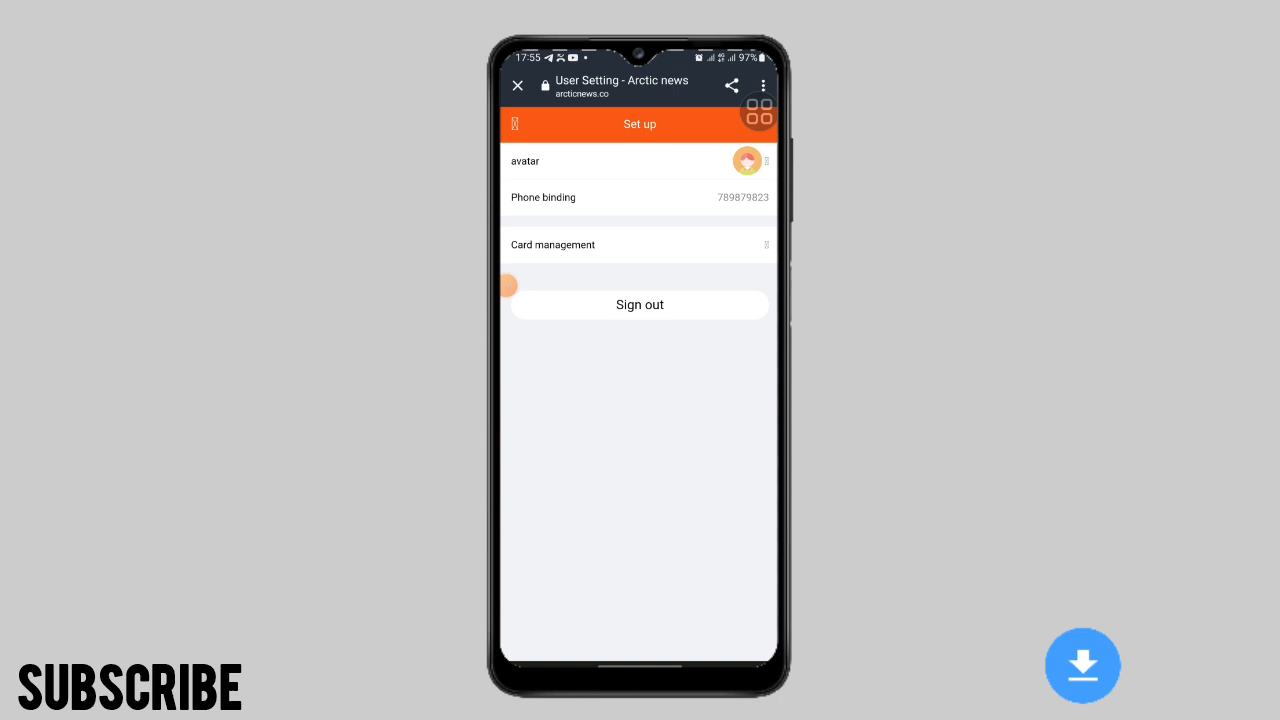 17:55 97%
User Setting - Arctic news
arcticnews.co
Set up
avatar
Phone binding 789879823
Card management
Sign out
SUBSCRIBE